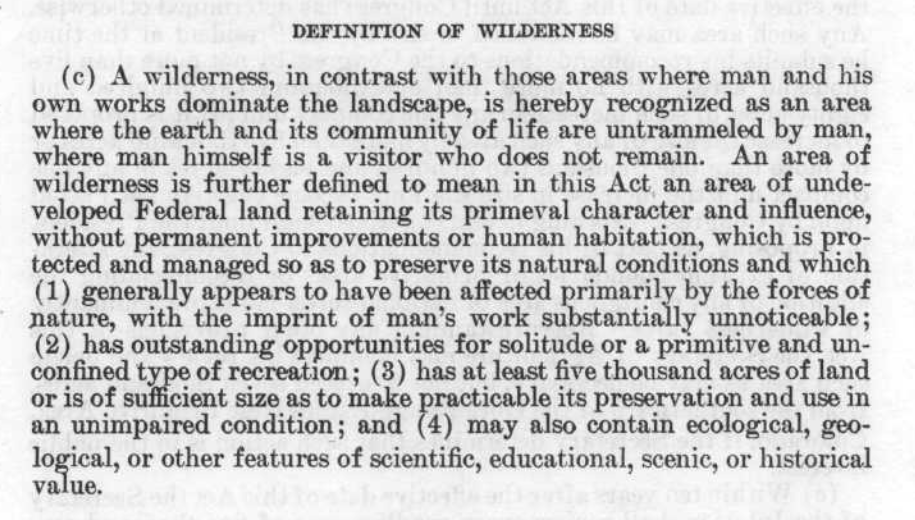 DEFINITION OF WILDERNESS
(c) A wilderness, in contrast with those areas where man and his
own works dominate the landscape, is hereby recognized as an area
where the earth and its community of life are untrammeled by man,
where man himself is a visitor who does not remain. An area of
wilderness is further defined to mean in this Act an area of unde-
veloped Federal land retaining its primeval character and influence,
without permanent improvements or human habitation, which is pro-
tected and managed so as to preserve its natural conditions and which
(1) generally appears to have been affected primarily by the forces of
nature, with the imprint of man's work substantially unnoticeable;
(2) has outstanding opportunities for solitude or a primitive and un-
confined type of recreation; (3) has at least five thousand acres of land
or is of sufficient size as to make practicable its preservation and use in
an unimpaired condition; and (4) may also contain ecological, geo-
logical, or other features of scientific, educational, scenic, or historical
value.